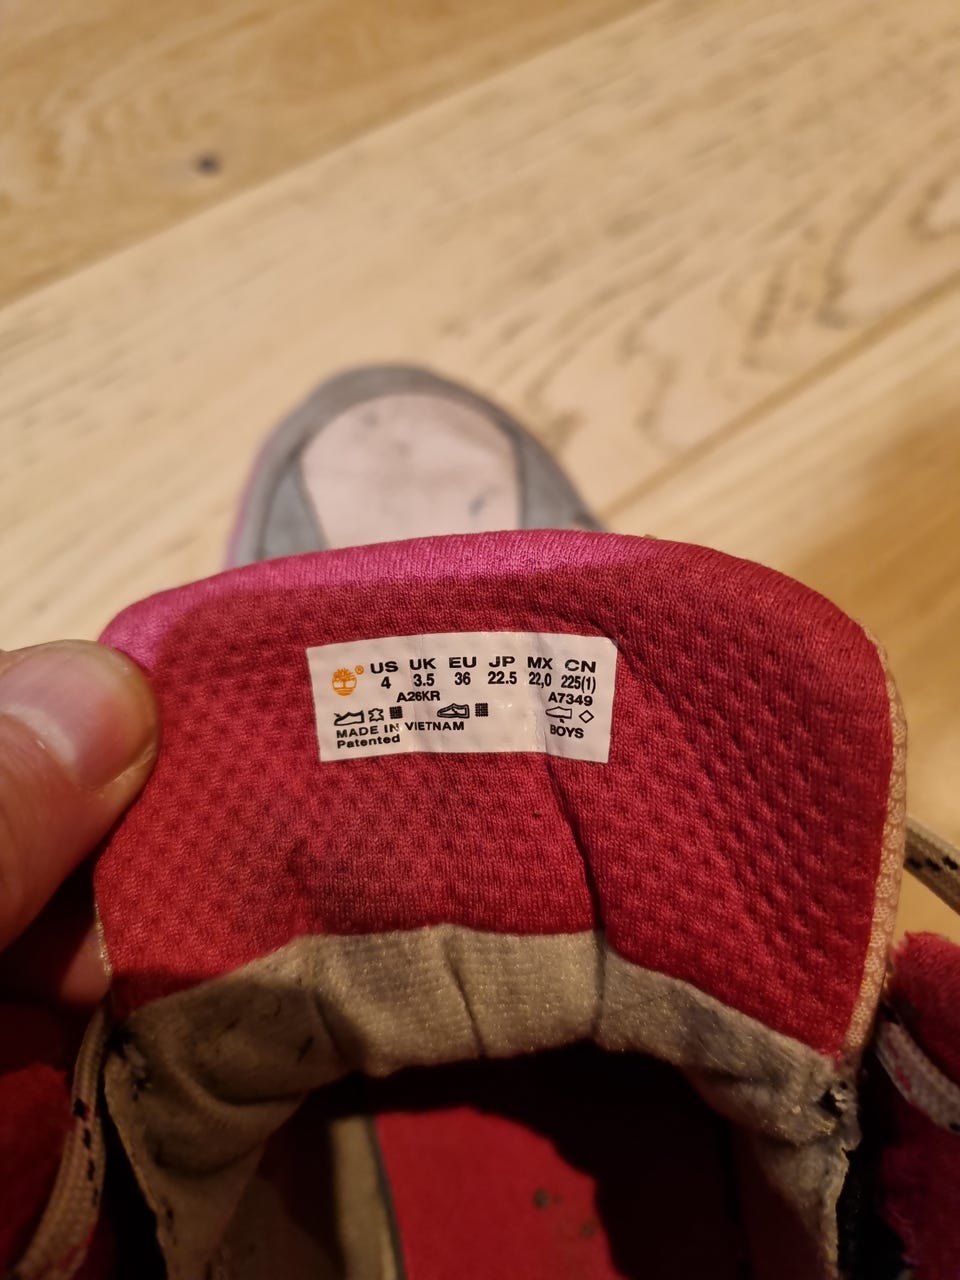 ® US UK EU JP MX CN
4 3.5 36 22.5 22,0 225(1)
A26KR A7349
MADE IN VIETNAM BOYS
Patented